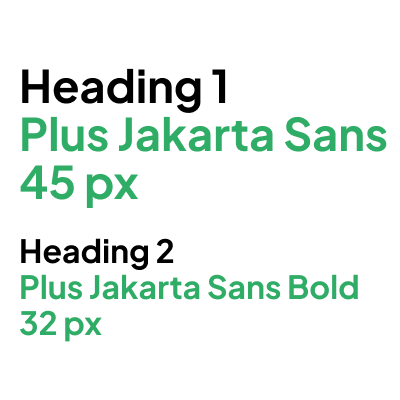 Heading 1
Plus Jakarta Sans
45 px
Heading 2
Plus Jakarta Sans Bold
32 px